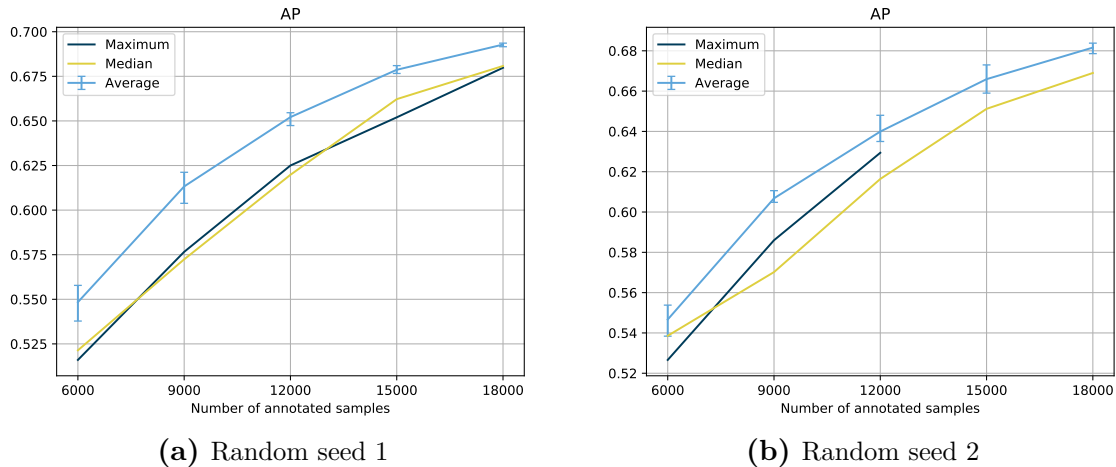 AP
0.700
0.675
0.650
0.625
0.600
0.575
0.550
0.525
Maximum
Median
Average
6000 9000 12000 15000 18000
Number of annotated samples
(a) Random seed 1
AP
0.68
0.66
0.64
0.62
0.60
0.58
0.56
0.54
0.52
Maximum
Median
Average
6000 9000 12000 15000 18000
Number of annotated samples
(b) Random seed 2